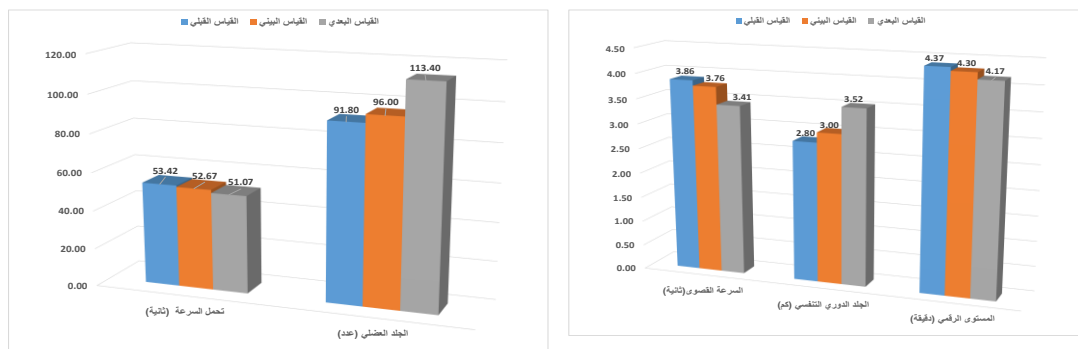 القياس القبلي القياس البيني القياس البعدي
120.00
100.00
80.00
60.00
40.00
20.00
0.00
53.42 52.67 51.07
91.80 96.00 113.40
تحمل السرعة (ثانية)
الجلد العضلي (عدد)
القياس القبلي القياس البيني القياس البعدي
4.50
4.00
3.50
3.00
2.50
2.00
1.50
1.00
0.50
0.00
3.86 3.76 3.41
2.80 3.00 3.52
4.37 4.30 4.17
السرعة القصوى(ثانية)
الجلد الدوري التنفسي (كم)
المستوى الرقمي (دقيقة)